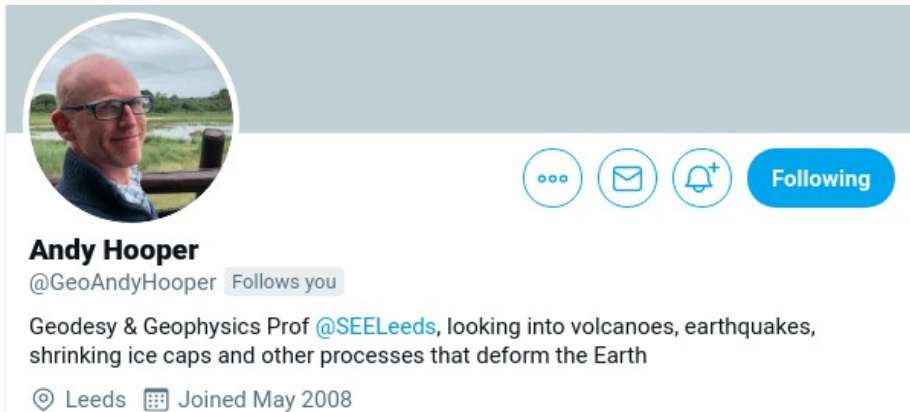 Following
Andy Hooper
@GeoAndyHooper Follows you
Geodesy & Geophysics Prof @SEELeeds, looking into volcanoes, earthquakes,
shrinking ice caps and other processes that deform the Earth
Leeds Joined May 2008